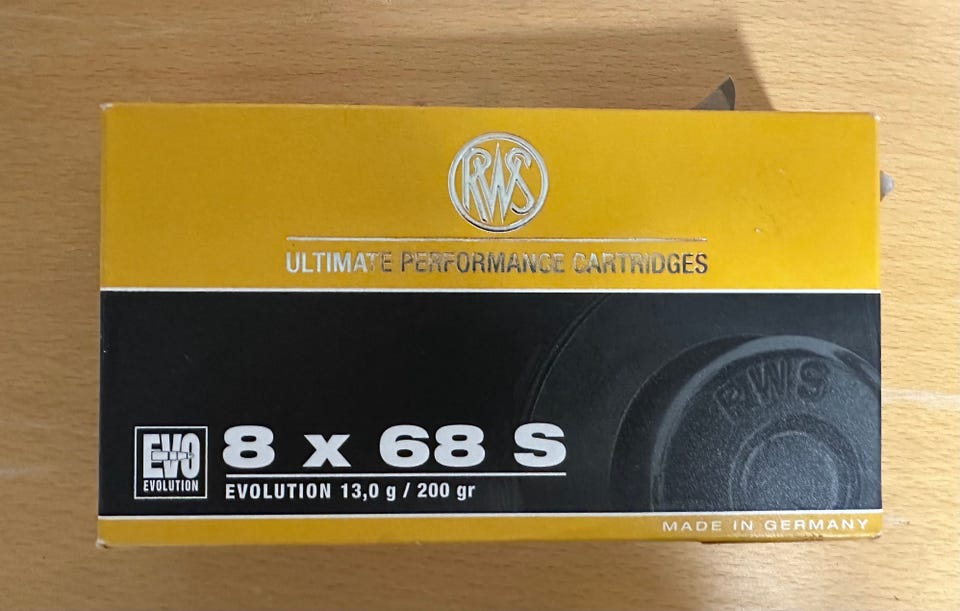 RWS
ULTIMATE PERFORMANCE CARTRIDGES
RWS
EVO
EVOLUTION
8 x 68 S
EVOLUTION 13,0 g / 200 gr
MADE IN GERMANY